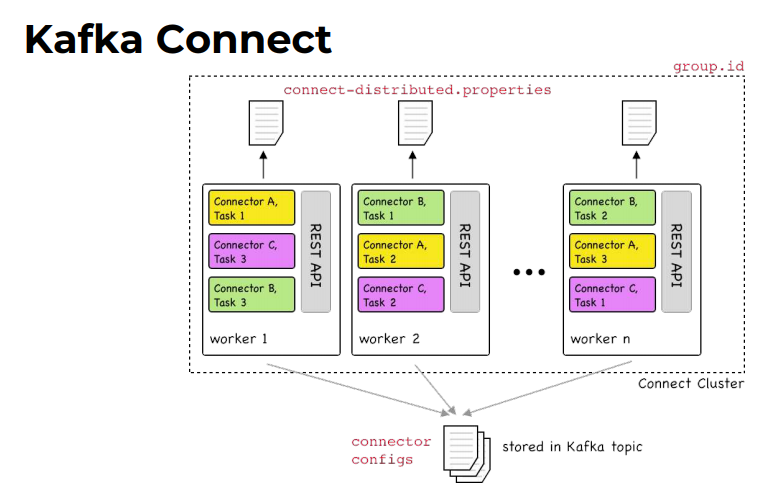 Kafka Connect
group.id
connect-distributed.properties
Connector A,
Task 1
Connector C,
Task 3
Connector B,
Task 3
REST API
worker 1
Connector B,
Task 1
Connector A,
Task 2
Connector C,
Task 2
REST API
worker 2
...
Connector B,
Task 2
Connector A,
Task 3
Connector C,
Task 1
REST API
worker n
Connect Cluster
connector
configs
stored in Kafka topic